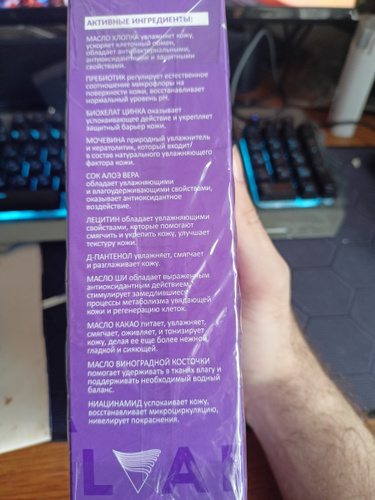 АКТИВНЫЕ ИНГРЕДИЕНТЫ:
МАСЛО ХЛОПКА увлажняет кожу,
ускоряет клеточный обмен,
обладает антибактериальными,
антиоксидантными и защитными
свойствами.
ПРЕБИОТИК регулирует естественное
соотношение микрофлоры на
поверхности кожи, восстанавливает
нормальный уровень pH.
БИОХЕЛАТ ЦИНКА оказывает
успокаивающее действие и укрепляет
защитный барьер кожи.
МОЧЕВИНА природный увлажнитель
и кератолитик, который входит
в состав натурального увлажняющего
фактора кожи.
СОК АЛОЭ ВЕРА
обладает увлажняющими
и влагоудерживающими свойствами,
оказывает антиоксидантное
воздействие.
ЛЕЦИТИН обладает увлажняющими
свойствами, которые помогают
смягчить и укрепить кожу, улучшает
текстуру кожи.
Д-ПАНТЕНОЛ увлажняет, смягчает
и разглаживает кожу.
МАСЛО ШИ обладает выраженным
антиоксидантным действием,
стимулирует замедлившиеся
процессы метаболизма увядающей
кожи и регенерацию клеток.
МАСЛО КАКАО питает, увлажняет,
смягчает, оживляет, и тонизирует
кожу, делая ее еще более нежной,
гладкой и сияющей.
МАСЛО ВИНОГРАДНОЙ КОСТОЧКИ
помогает удерживать в тканях влагу и
поддерживать необходимый водный
баланс.
НИАЦИНАМИД успокаивает кожу,
восстанавливает микроциркуляцию,
нивелирует покраснения.